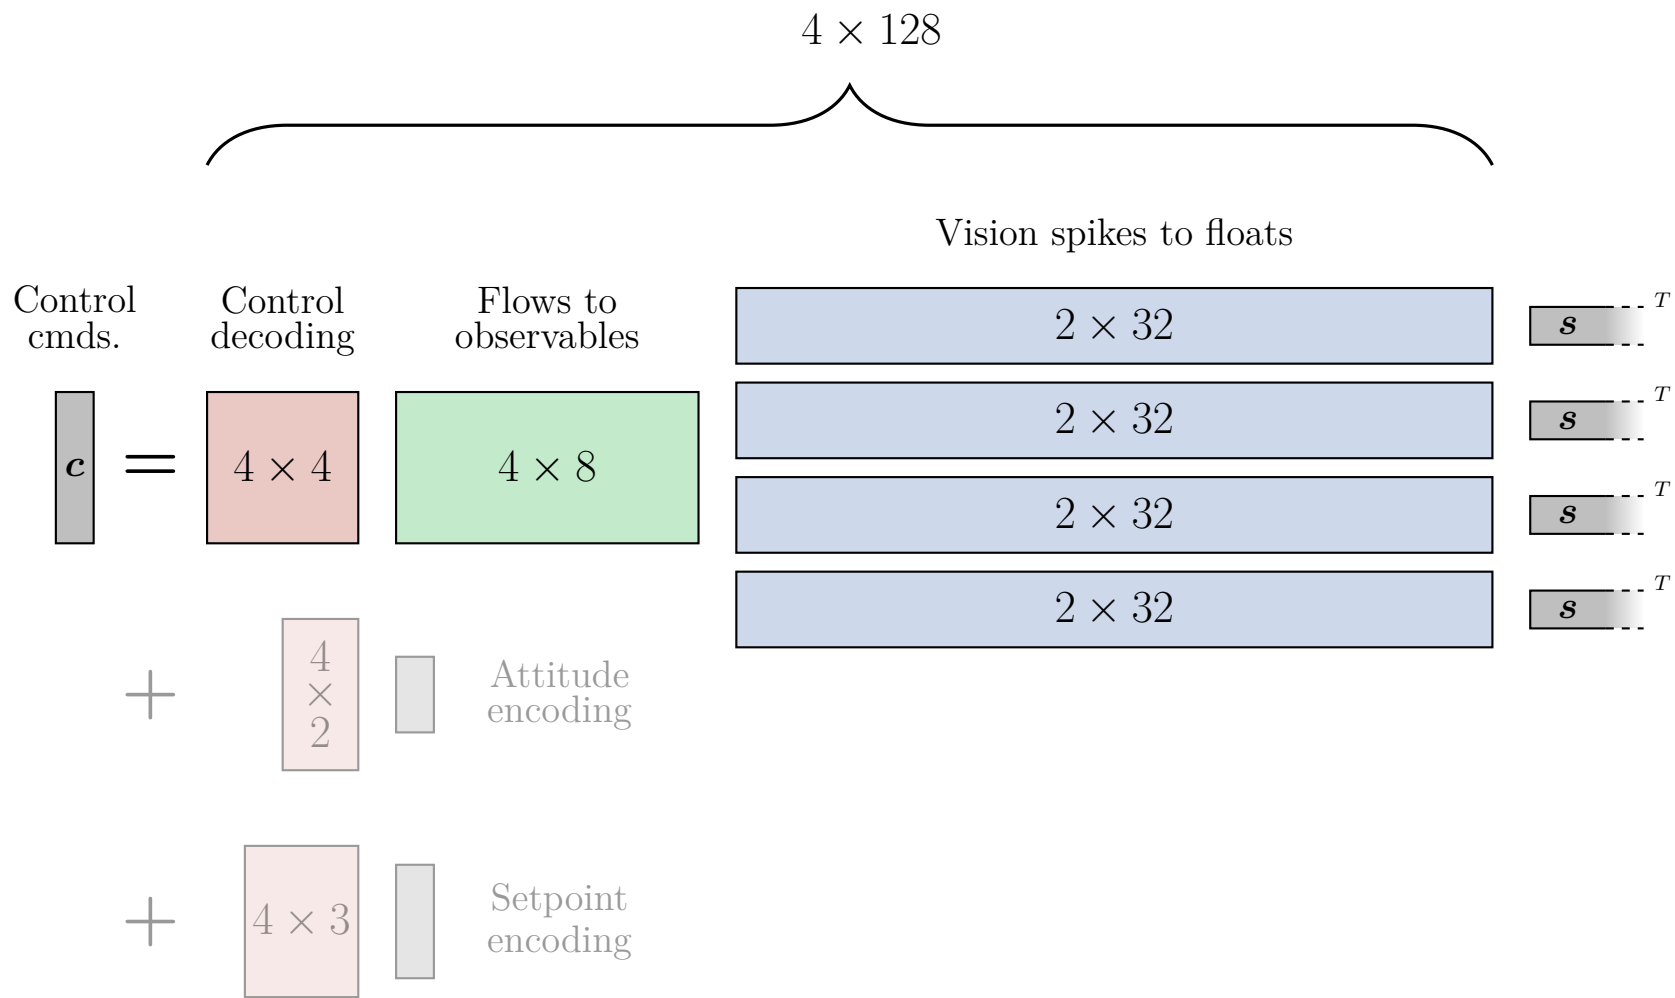 4 × 128
Vision spikes to floats
Control
cmds.
Control
decoding
Flows to
observables
c
=
4 × 4
4 × 8
2 × 32
s T
2 × 32
s T
2 × 32
s T
2 × 32
s T
+
4
×
2
Attitude
encoding
+
4 × 3
Setpoint
encoding